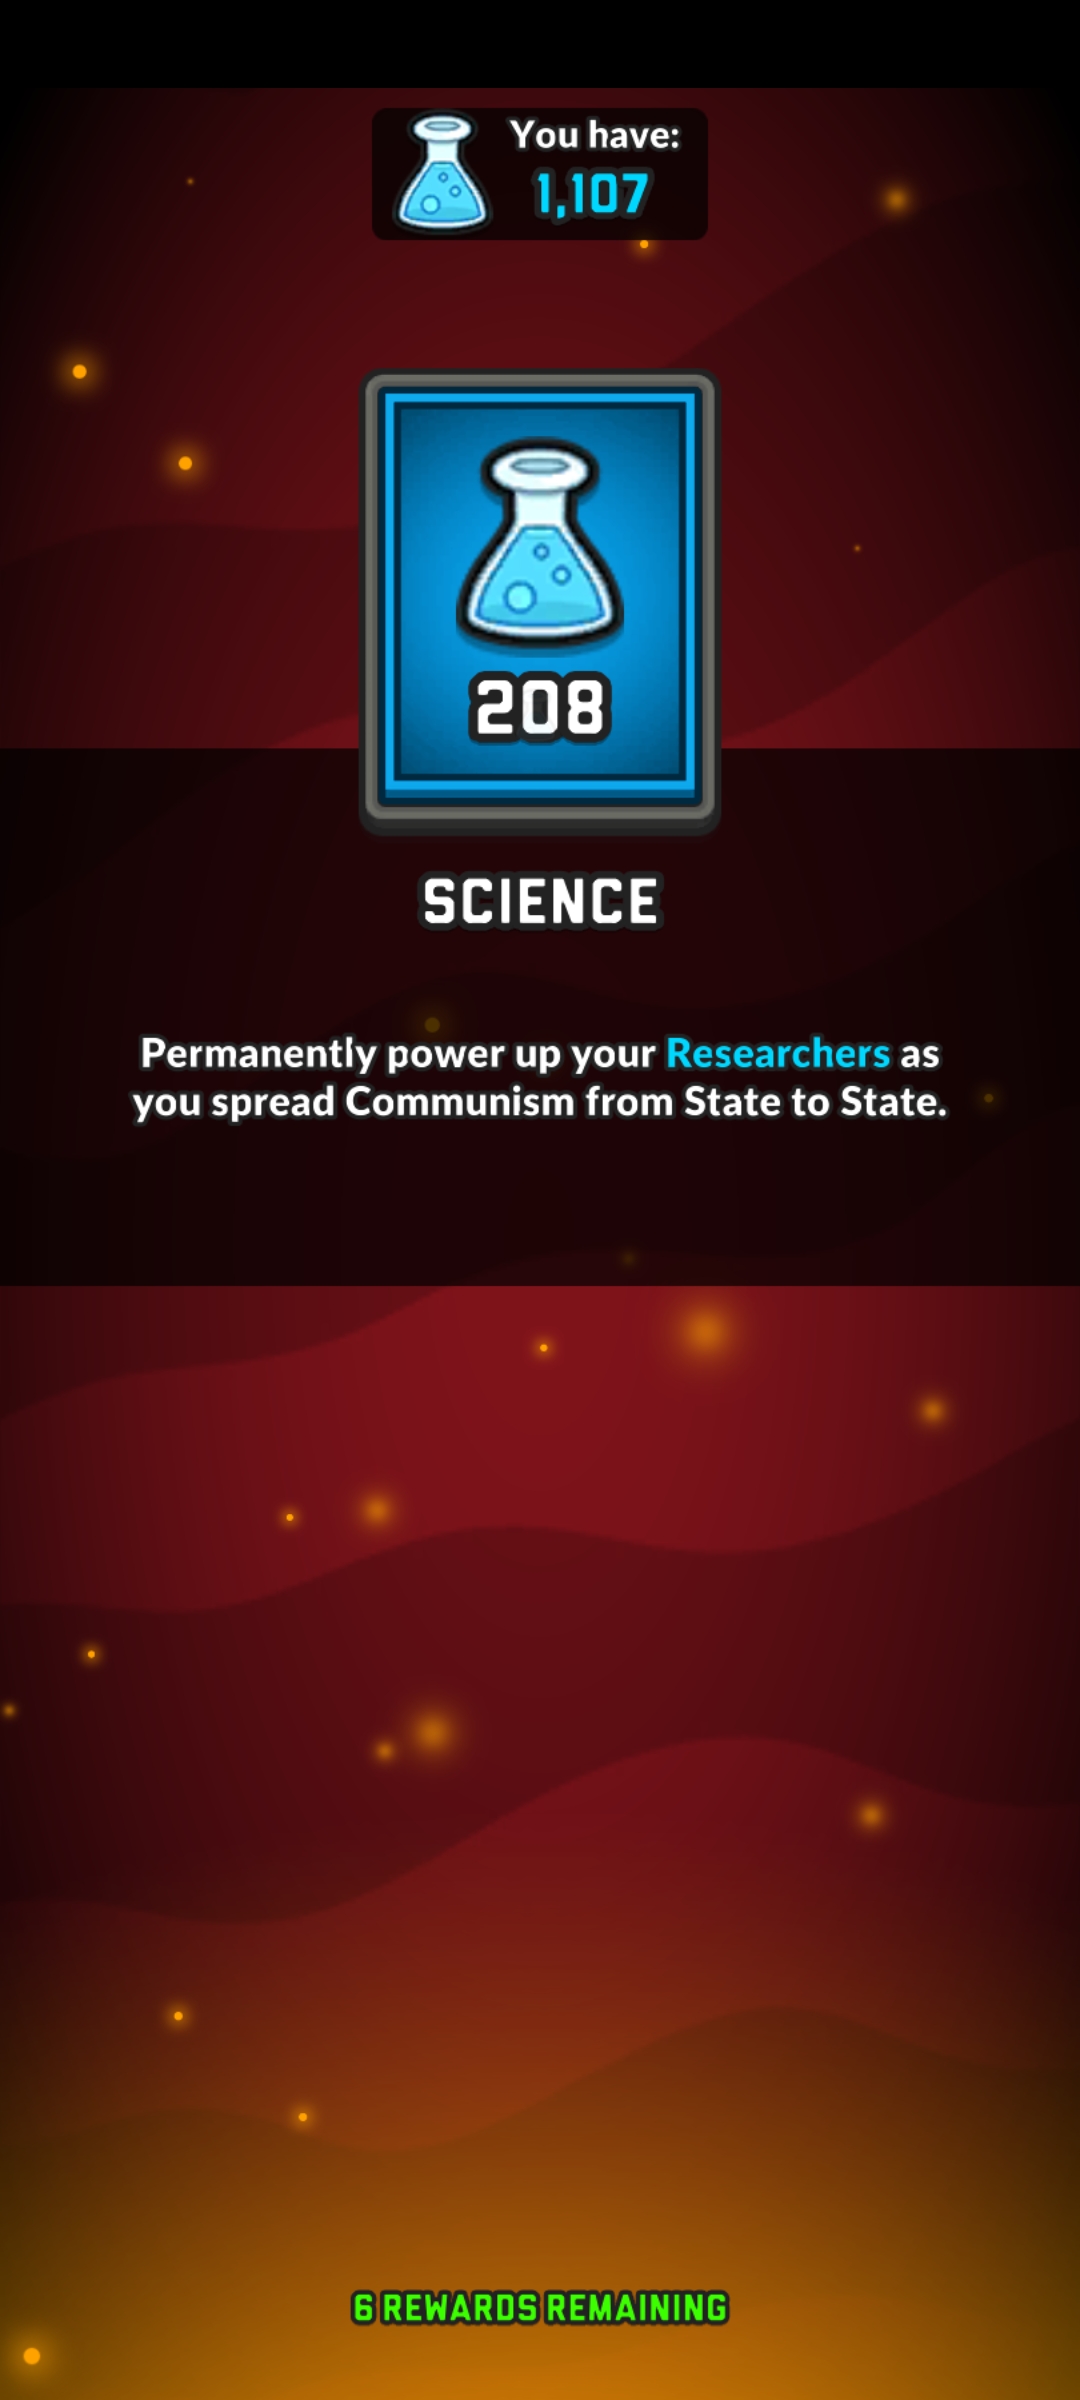 You have:
1,107
208
SCIENCE
Permanently power up your Researchers as
you spread Communism from State to State.
6 REWARDS REMAINING